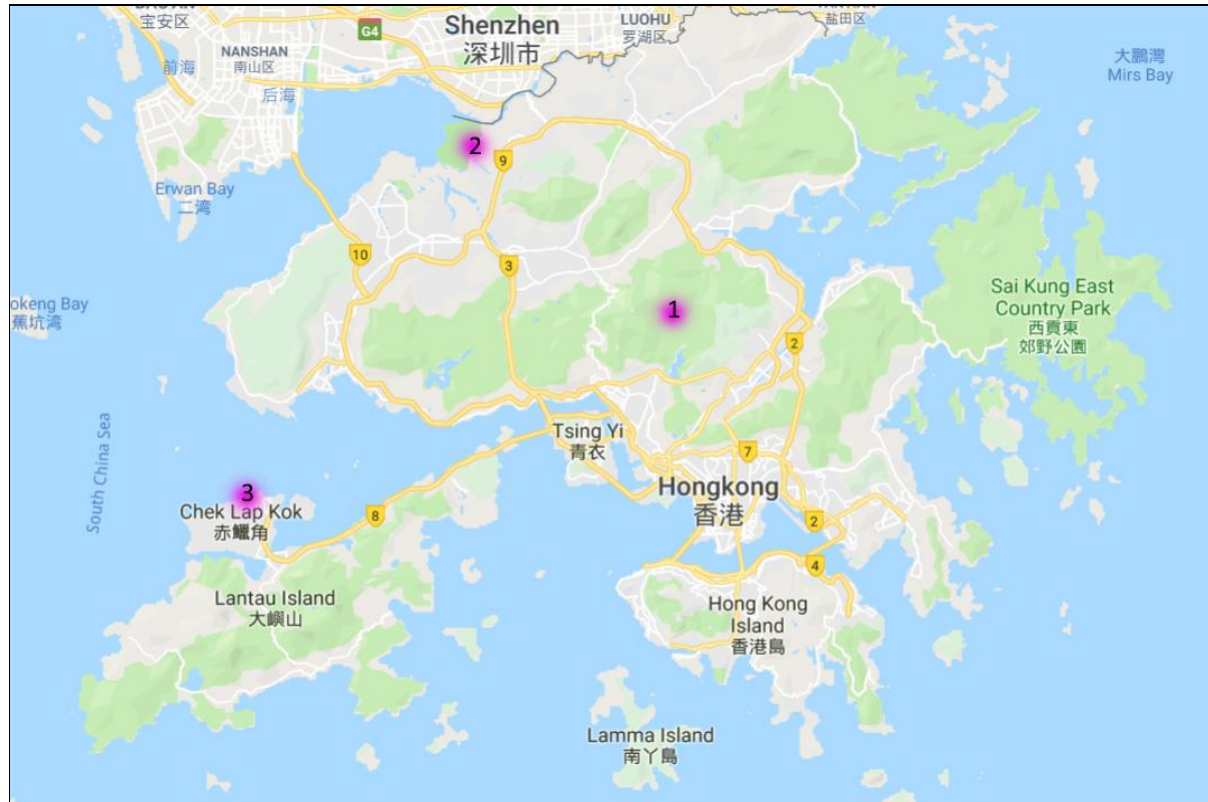 宝安区
G4
Shenzhen
深圳市
LUOHU
罗湖区
盐田区
NANSHAN
南山区
前海
后海
大鵬灣
Mirs Bay
2
9
Erwan Bay
二湾
10
3
1
okeng Bay
蕉坑湾
Sai Kung East
Country Park
西貢東
郊野公園
2
South China Sea
Tsing Yi
青衣
7
3
Chek Lap Kok
赤鱲角
8
Hongkong
香港
2
4
Lantau Island
大嶼山
Hong Kong
Island
香港島
Lamma Island
南丫島